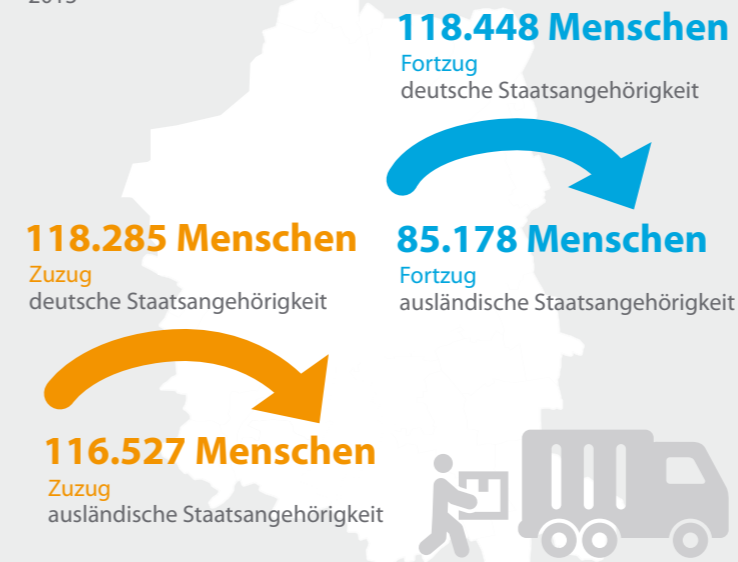 118.448 Menschen
Fortzug
deutsche Staatsangehörigkeit
118.285 Menschen
Zuzug
deutsche Staatsangehörigkeit
85.178 Menschen
Fortzug
ausländische Staatsangehörigkeit
116.527 Menschen
Zuzug
ausländische Staatsangehörigkeit